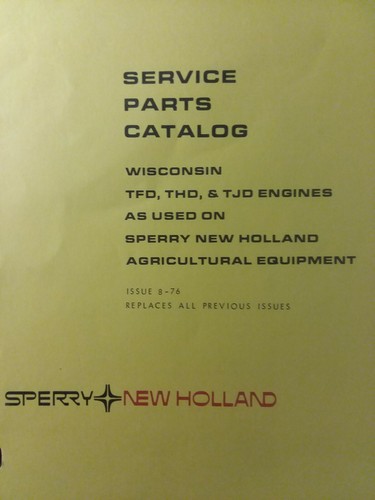 SERVICE
PARTS
CATALOG
WISCONSIN
TFD, THD, & TJD ENGINES
AS USED ON
SPERRY NEW HOLLAND
AGRICULTURAL EQUIPMENT
ISSUE 8-76
REPLACES ALL PREVIOUS ISSUES
SPERRY NEW HOLLAND